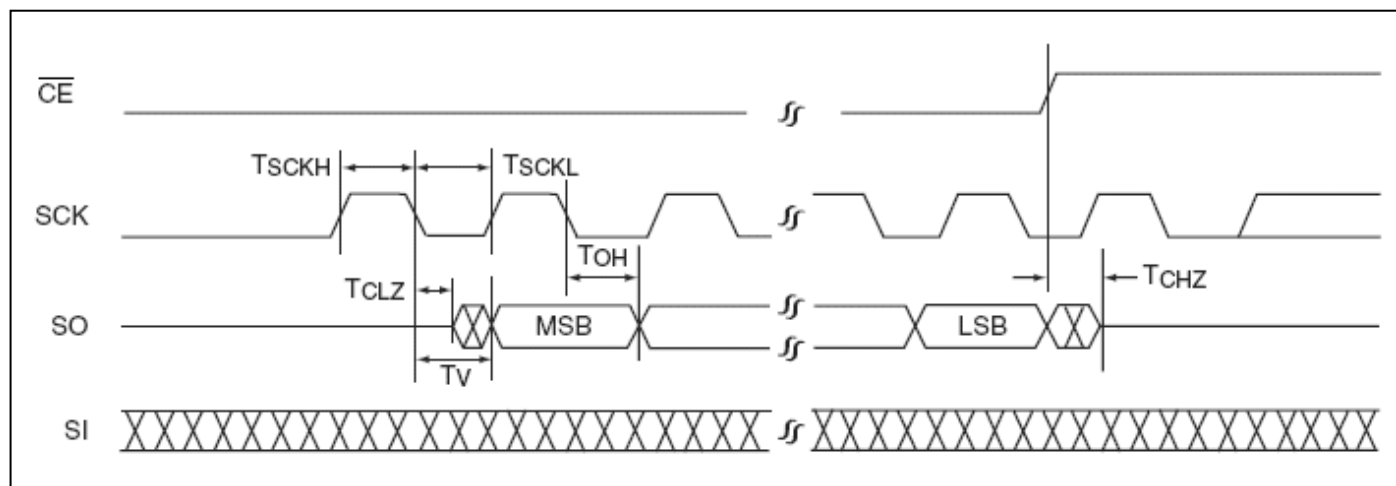 CE
TSCKH
TSCKL
SCK
TOH
TCLZ
TCHZ
SO
MSB
LSB
TV
SI